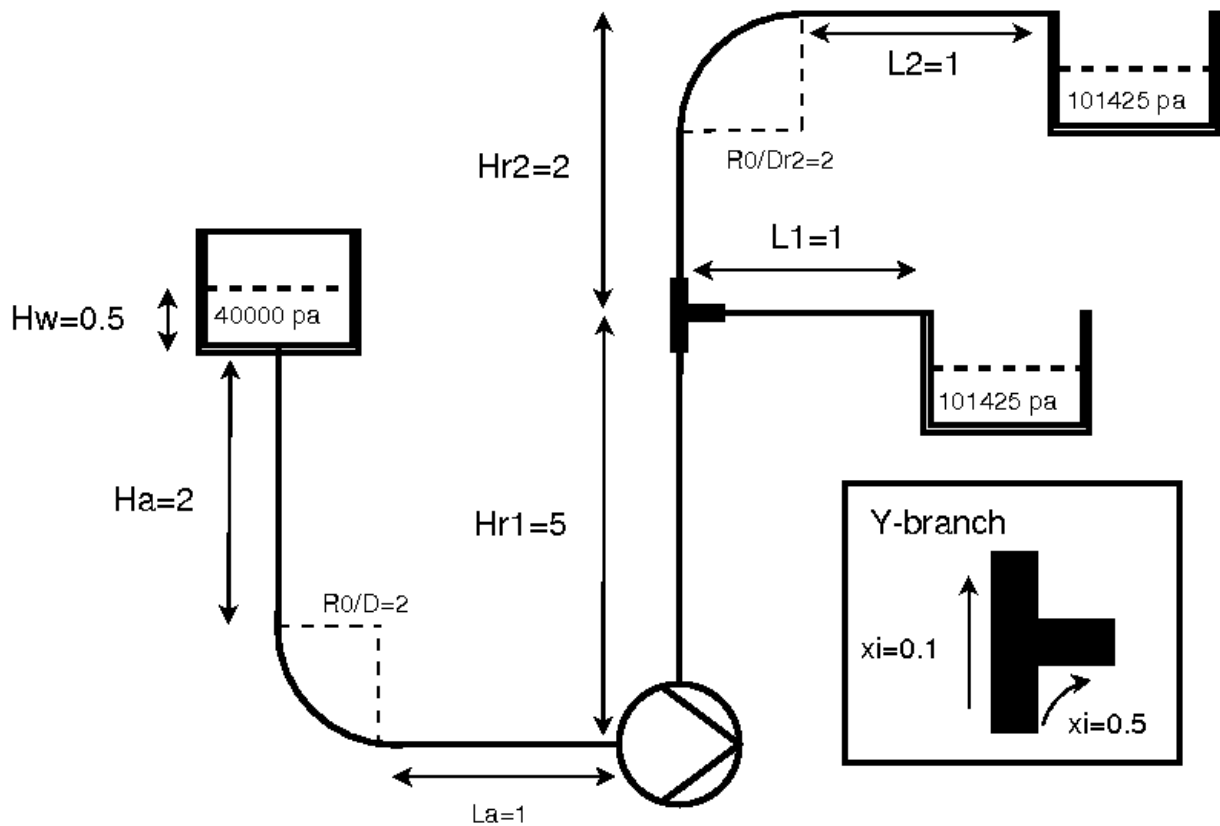 L2=1
101425 pa
Hr2=2
R0/Dr2=2
L1=1
Hw=0.5
40000 pa
101425 pa
Ha=2
Hr1=5
R0/D=2
Y-branch
xi=0.1
xi=0.5
La=1